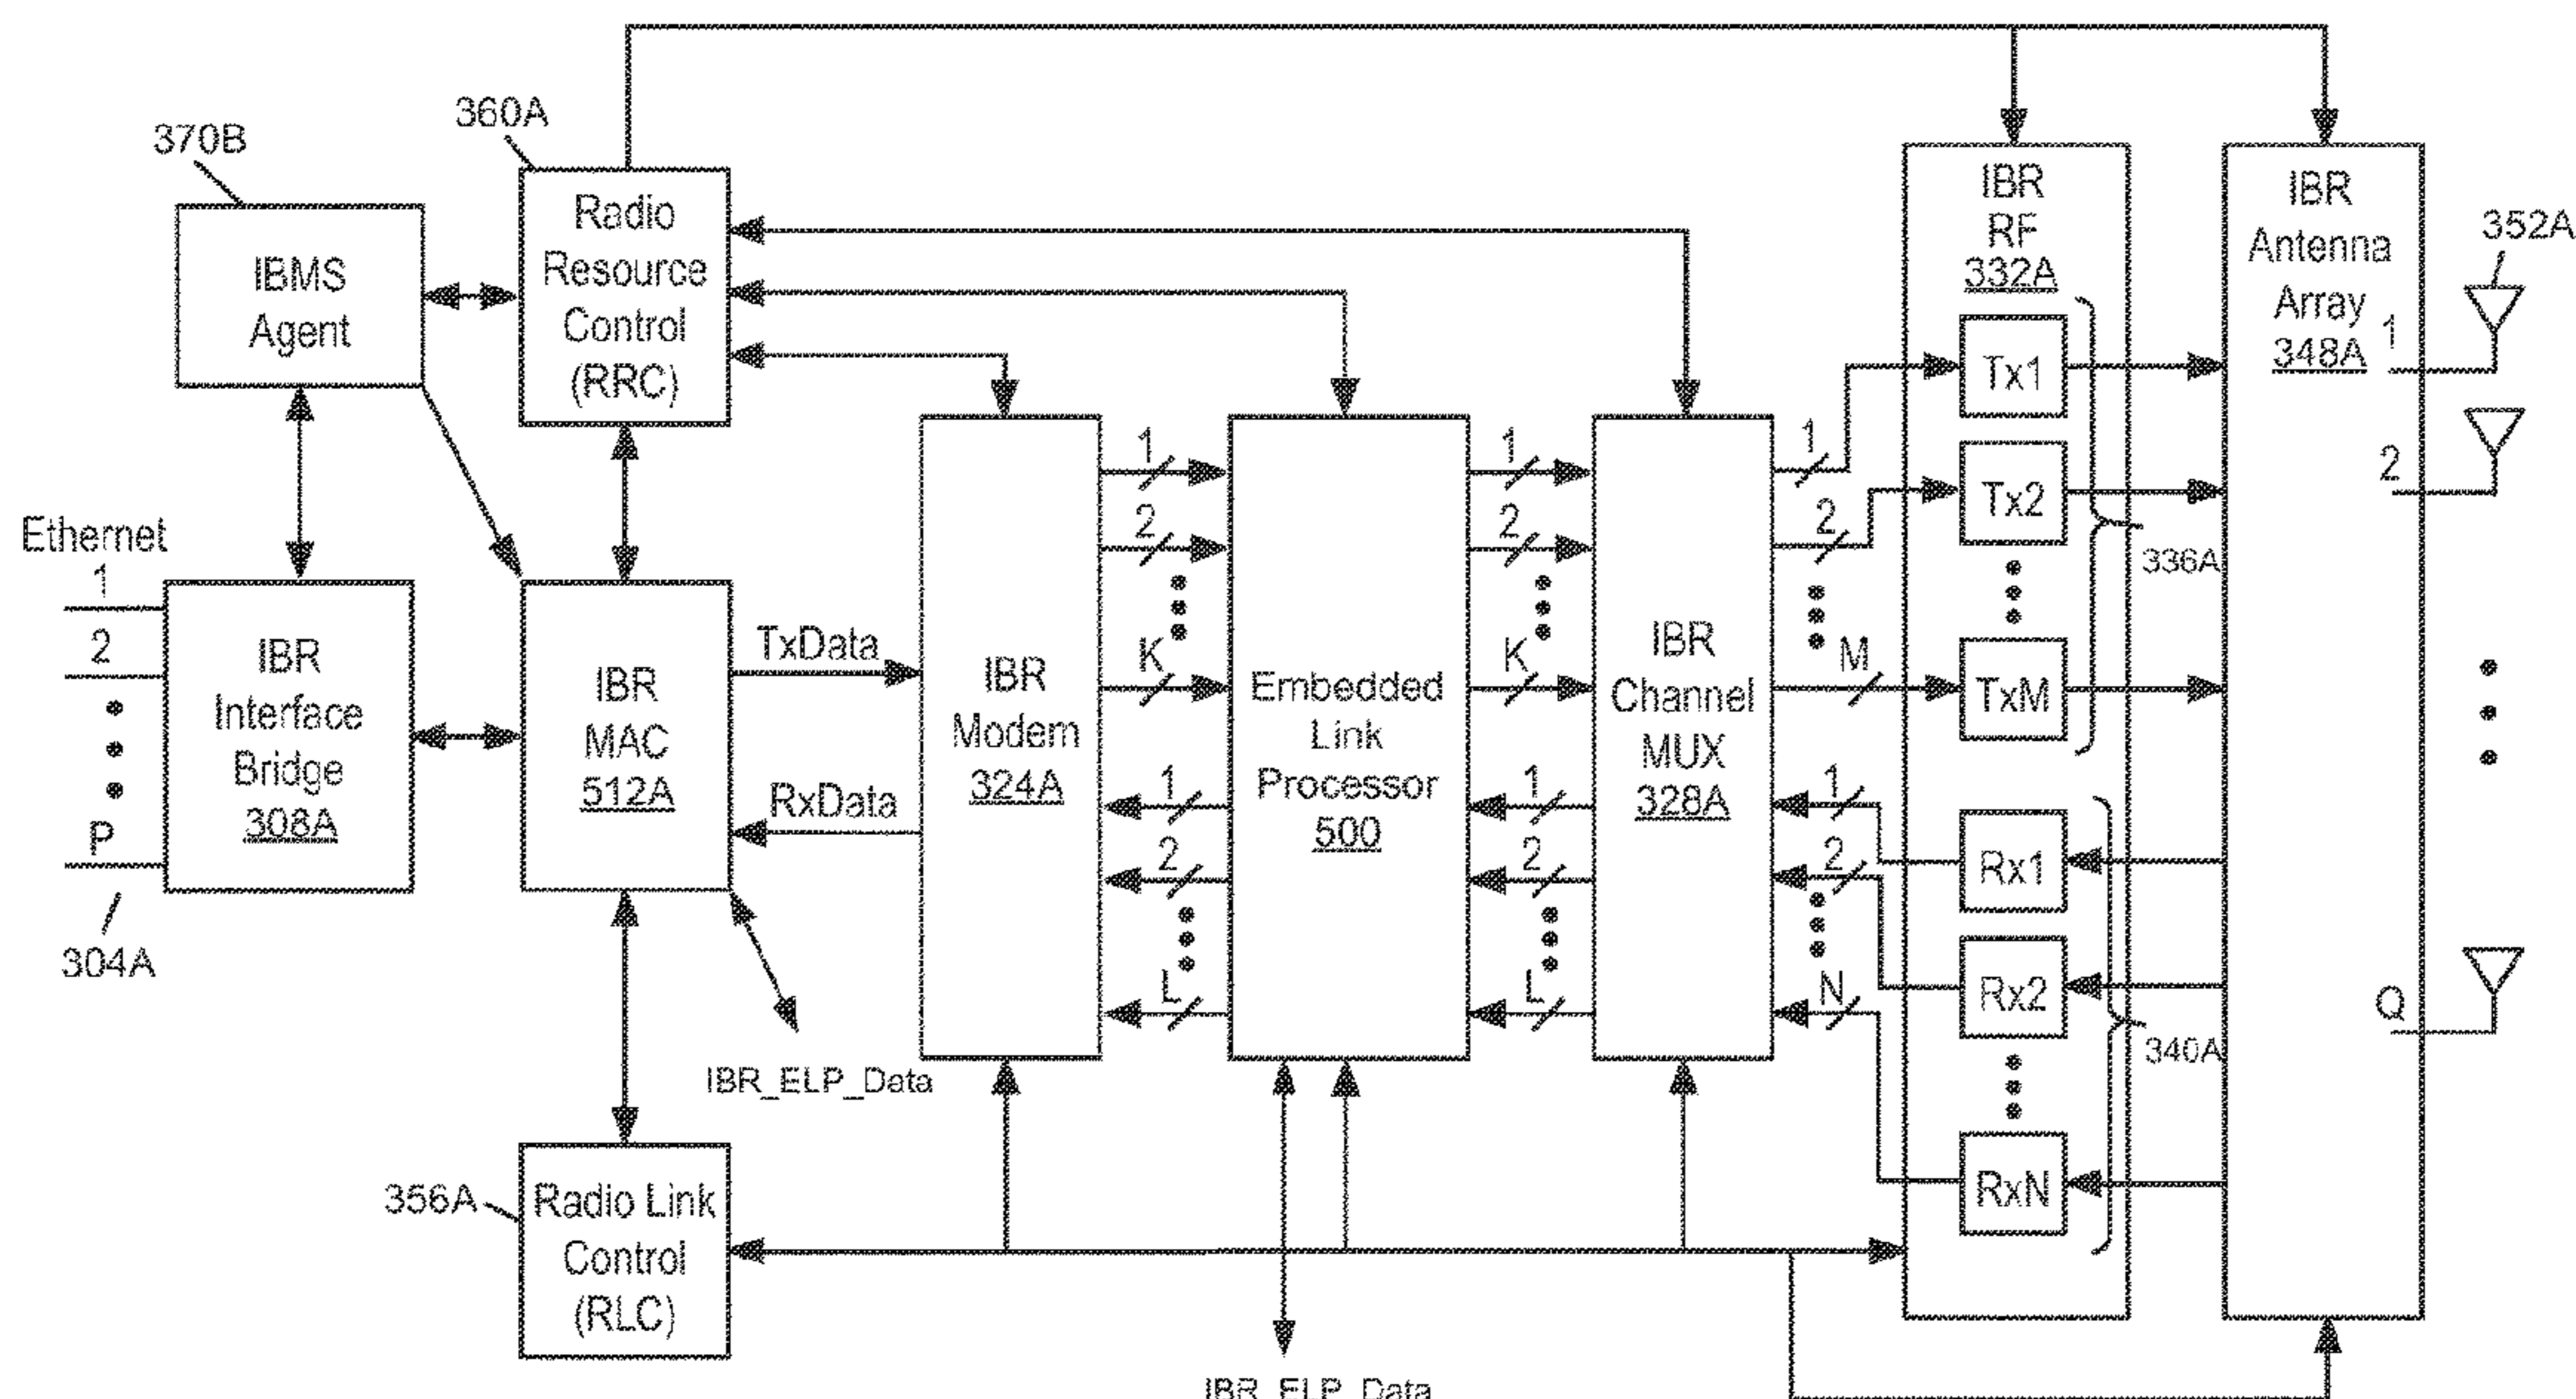 360A
370B
Radio
Resource
Control
(RRC)
IBMS
Agent
IBR
RF
332A
IBR
Antenna
Array
348A
352A
1
2
Q
Tx1
Tx2
TxM
336A
Rx1
Rx2
RxN
340A
Ethernet
1
2
P
304A
IBR
Interface
Bridge
308A
IBR
MAC
512A
TxData
RxData
IBR_ELP_Data
IBR
Modem
324A
1
2
K
1
2
L
Embedded
Link
Processor
500
1
2
K
1
2
L
IBR
Channel
MUX
328A
1
2
M
1
2
N
356A
Radio Link
Control
(RLC)
IBR_ELP_Data